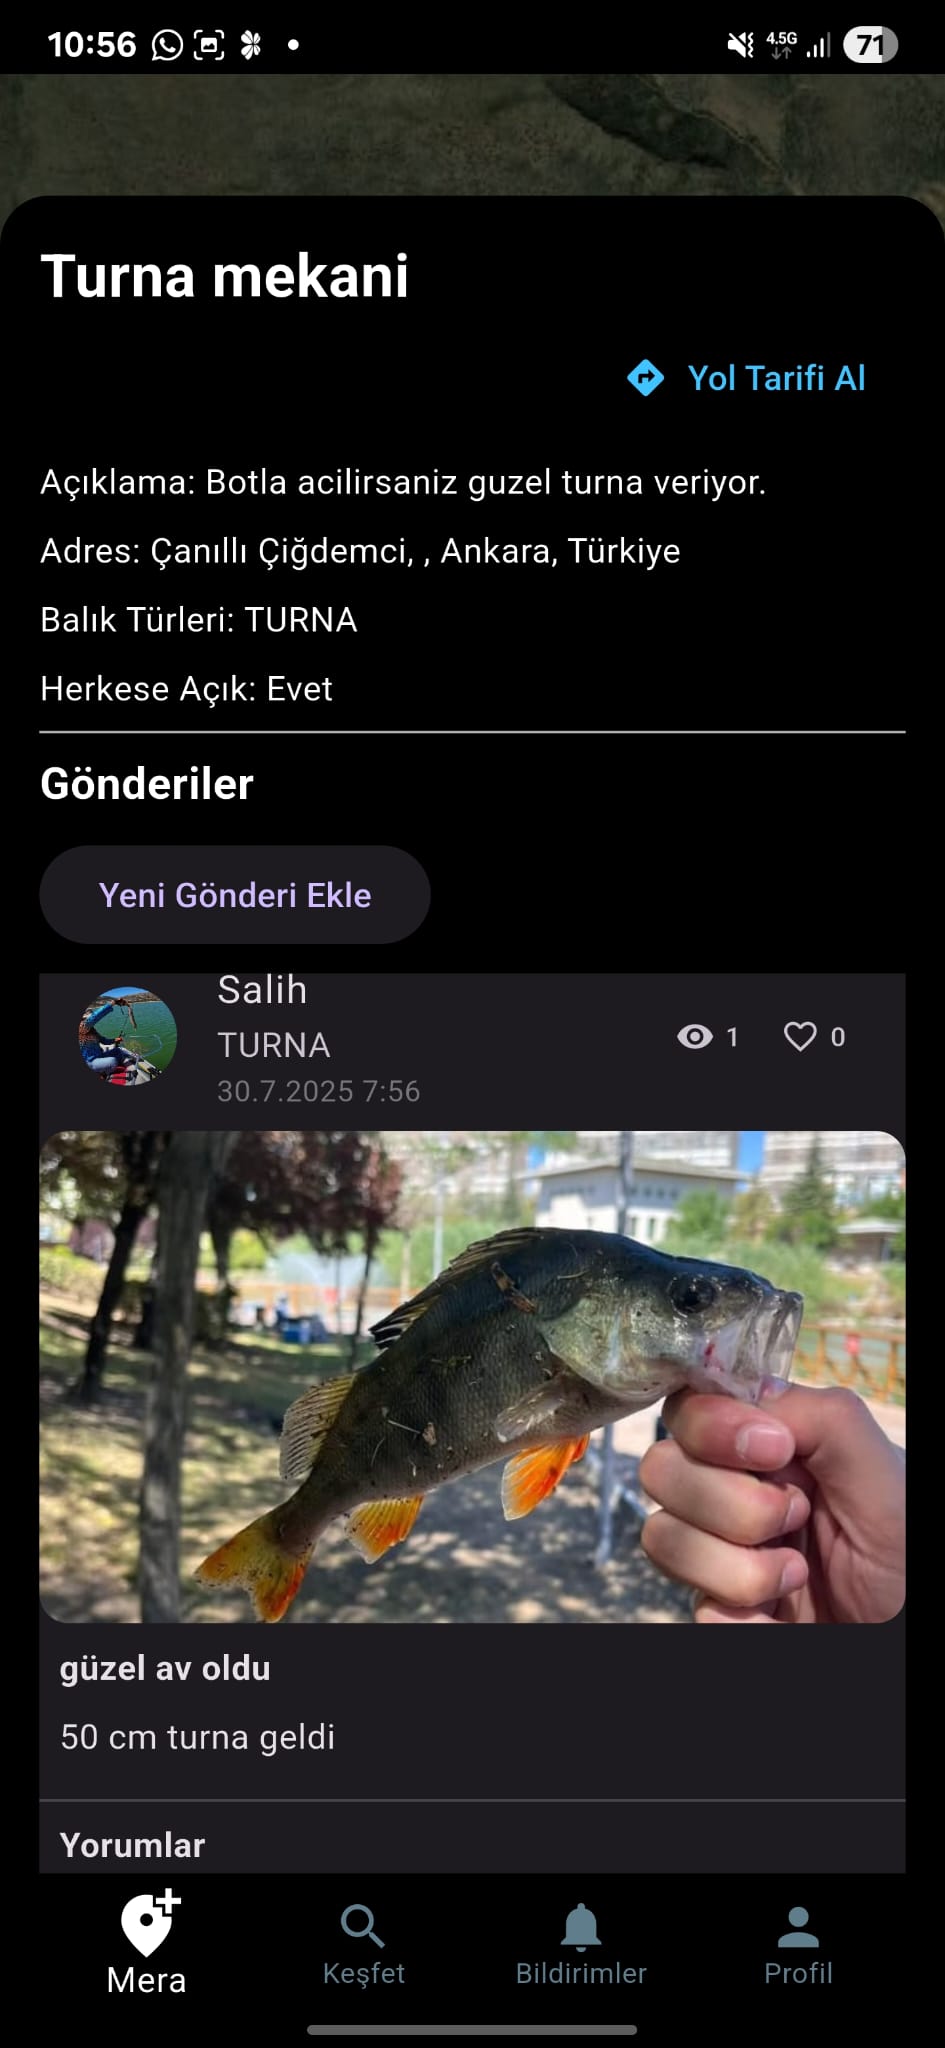 10:56
4.5G
71
Turna mekani
Yol Tarifi Al
Açıklama: Botla acilirsaniz guzel turna veriyor.
Adres: Çanıllı Çiğdemci, , Ankara, Türkiye
Balık Türleri: TURNA
Herkese Açık: Evet
Gönderiler
Yeni Gönderi Ekle
Salih
TURNA
1
0
30.7.2025 7:56
güzel av oldu
50 cm turna geldi
Yorumlar
Mera
Keşfet
Bildirimler
Profil